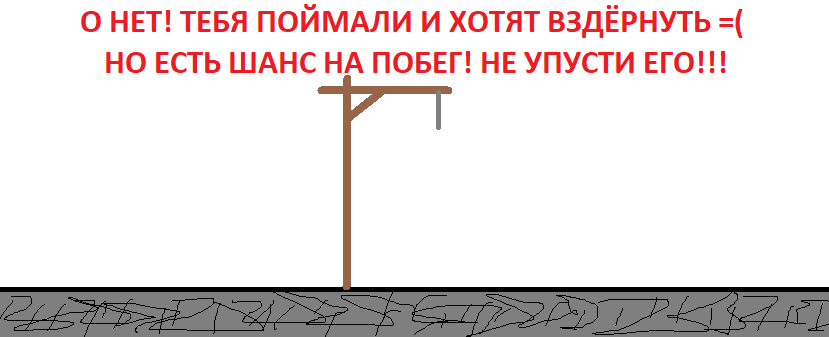 О НЕТ! ТЕБЯ ПОЙМАЛИ И ХОТЯТ ВЗДЁРНУТЬ =(
НО ЕСТЬ ШАНС НА ПОБЕГ! НЕ УПУСТИ ЕГО!!!